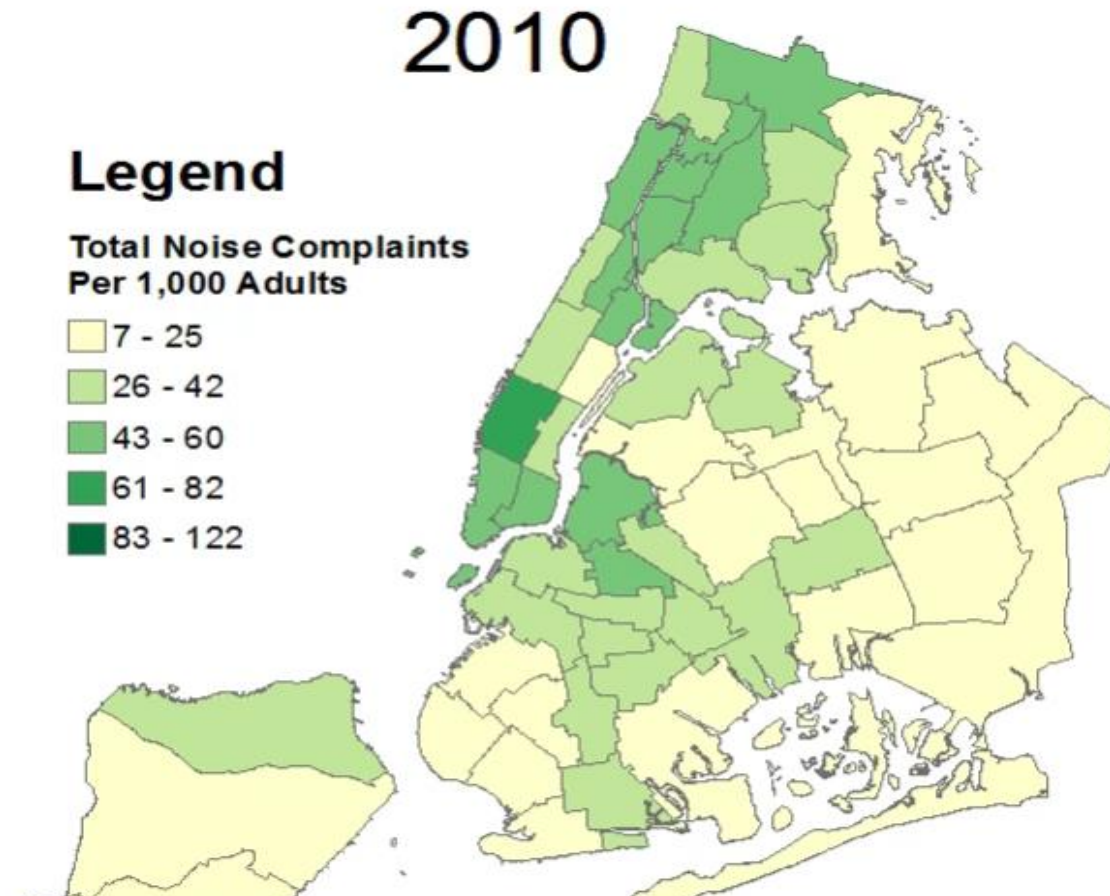 2010
Legend
Total Noise Complaints
Per 1,000 Adults
7 - 25
26 - 42
43 - 60
61 - 82
83 - 122